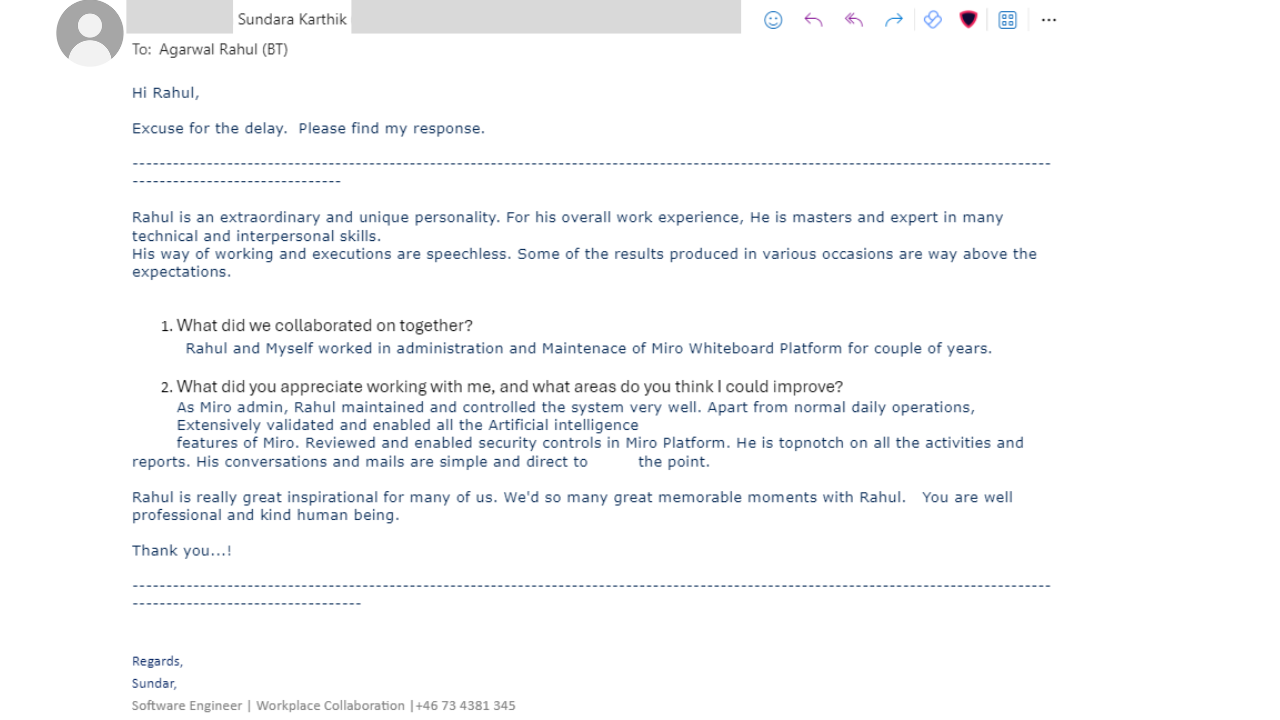 Sundara Karthik
To: Agarwal Rahul (BT)
Hi Rahul,
Excuse for the delay.  Please find my response.
----------------------------------------------------------------------------------------------------------------------------------------
-------------------------------
Rahul is an extraordinary and unique personality. For his overall work experience, He is masters and expert in many
technical and interpersonal skills.
His way of working and executions are speechless. Some of the results produced in various occasions are way above the
expectations.
1. What did we collaborated on together?
Rahul and Myself worked in administration and Maintenace of Miro Whiteboard Platform for couple of years.
2. What did you appreciate working with me, and what areas do you think I could improve?
As Miro admin, Rahul maintained and controlled the system very well. Apart from normal daily operations,
Extensively validated and enabled all the Artificial intelligence
features of Miro. Reviewed and enabled security controls in Miro Platform. He is topnotch on all the activities and
reports. His conversations and mails are simple and direct to the point.
Rahul is really great inspirational for many of us. We'd so many great memorable moments with Rahul.   You are well
professional and kind human being.
Thank you...!
----------------------------------------------------------------------------------------------------------------------------------------
----------------------------------
Regards,
Sundar,
Software Engineer | Workplace Collaboration |+46 73 4381 345